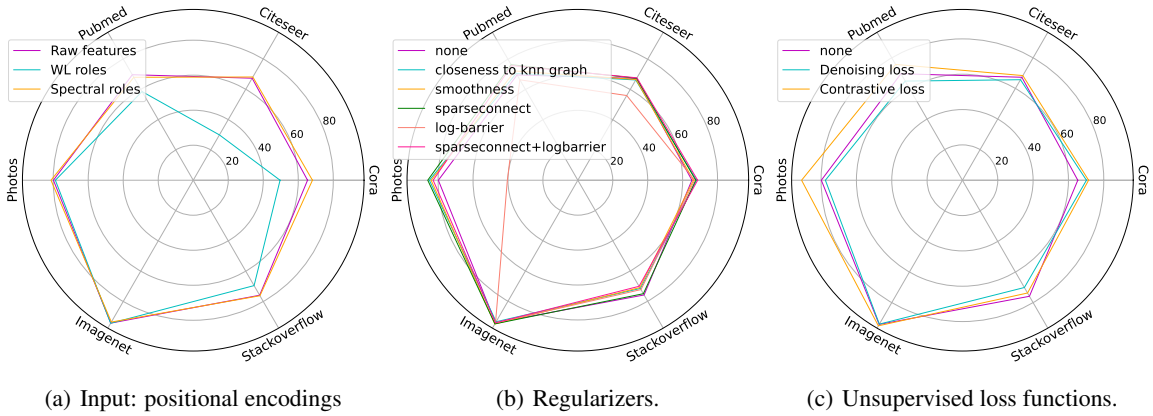 Pubmed
Citeseer
Raw features
WL roles
Spectral roles
80
60
40
20
Photos
Cora
Imagenet
Stackoverflow
(a) Input: positional encodings
Pubmed
Citeseer
none
closeness to knn graph
smoothness
sparseconnect
log-barrier
sparseconnect+logbarrier
80
60
40
20
Photos
Cora
Imagenet
Stackoverflow
(b) Regularizers.
Pubmed
Citeseer
none
Denoising loss
Contrastive loss
80
60
40
20
Photos
Cora
Imagenet
Stackoverflow
(c) Unsupervised loss functions.